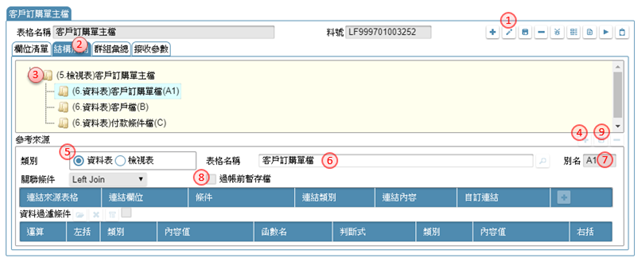 客戶訂購單主檔
表格名稱 客戶訂購單主檔 料號 LF999701003252 1
欄位清單 結構 2 群組彙總 接收參數
3 (5.檢視表)客戶訂購單主檔
(6.資料表)客戶訂購單檔(A1)
(6.資料表)客戶檔(B)
(6.資料表)付款條件檔(C)
參考來源 4 9
類別 5 資料表 檢視表 表格名稱 客戶訂購單檔 6 別名 A1 7
關聯條件 Left Join 8 過帳前暫存檔
連結來源表格 連結欄位 條件 連結類別 連結內容 自訂連結
資料過濾條件
運算 左括 類別 內容值 函數名 判斷式 類別 內容值 右括